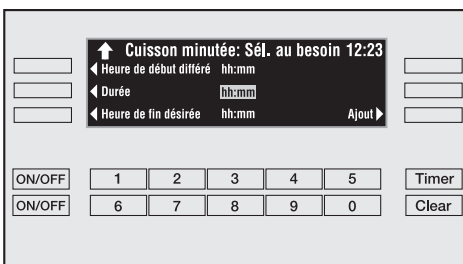 Cuisson minutée: Sél. au besoin 12:23
Heure de début différé hh:mm
Durée hh:mm
Heure de fin désirée hh:mm Ajout
ON/OFF 1 2 3 4 5 Timer
ON/OFF 6 7 8 9 0 Clear